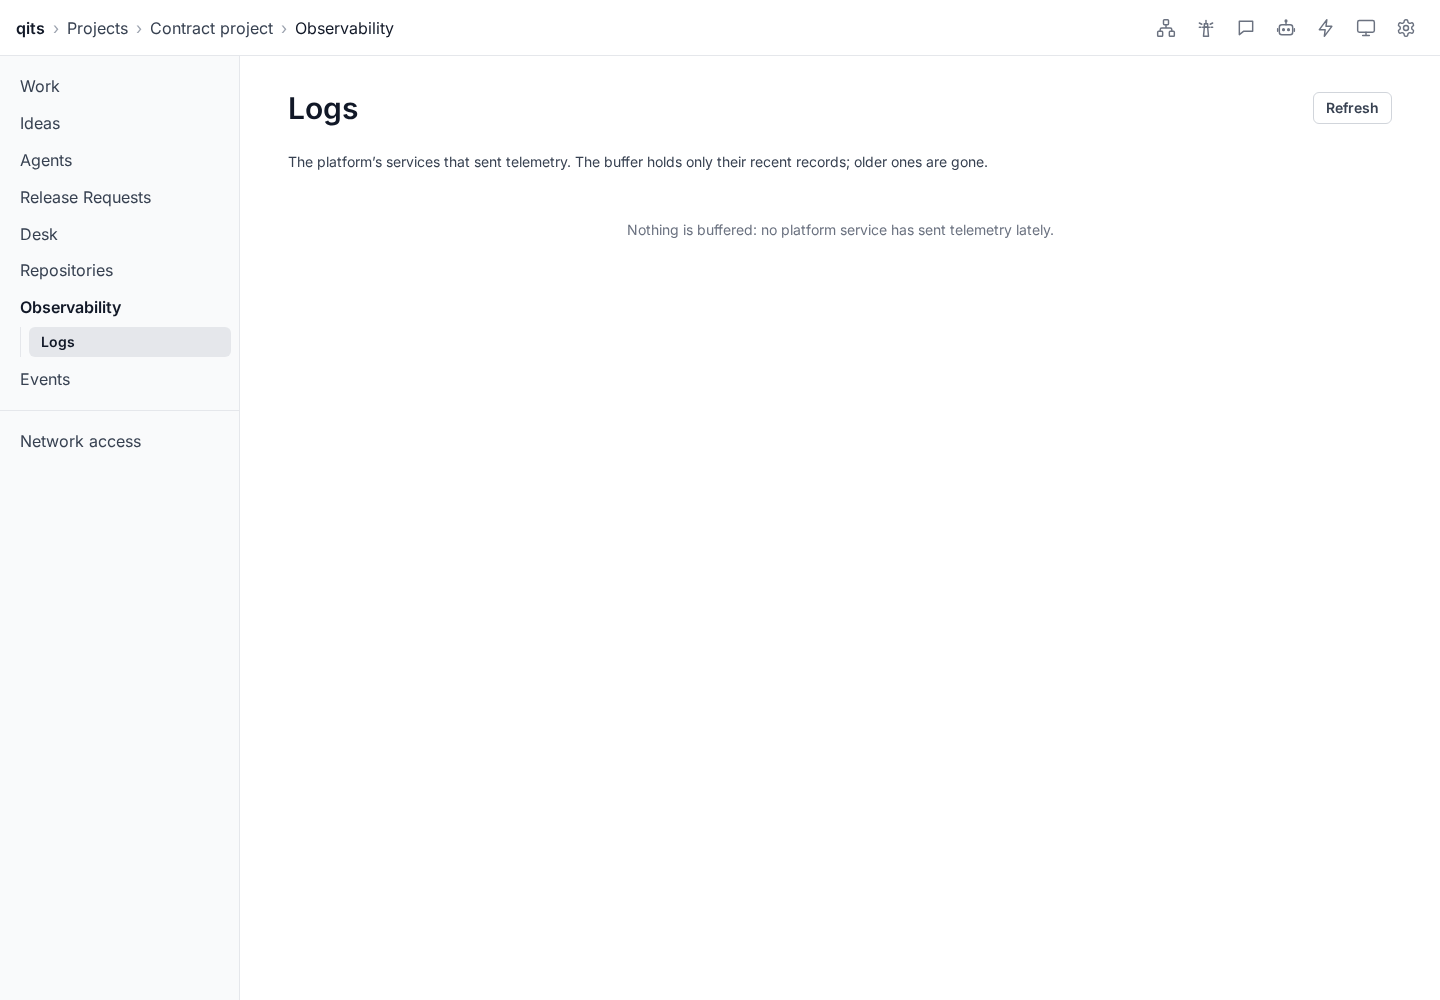 qits › Projects › Contract project › Observability
Work
Ideas
Agents
Release Requests
Desk
Repositories
Observability
Logs
Events
Network access
Logs
Refresh
The platform’s services that sent telemetry. The buffer holds only their recent records; older ones are gone.
Nothing is buffered: no platform service has sent telemetry lately.